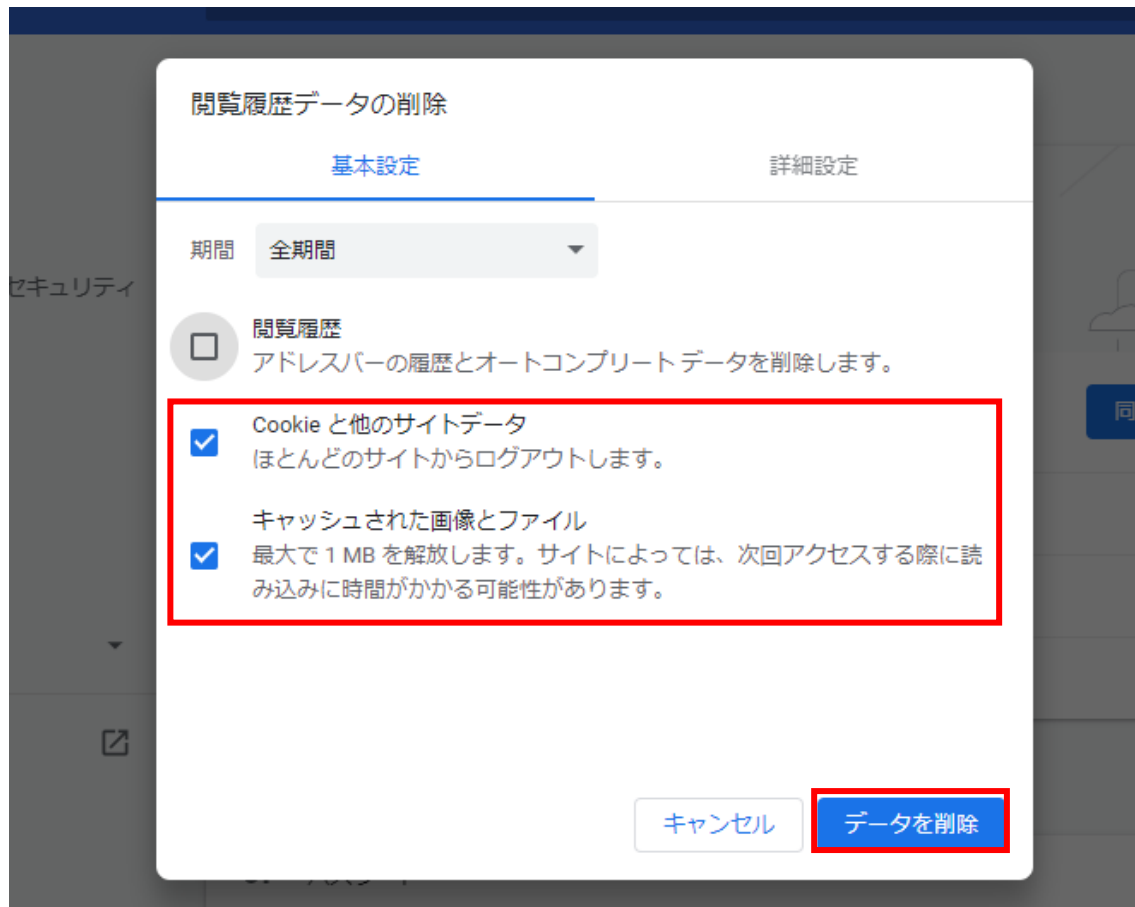 閲覧履歴データの削除
基本設定
詳細設定
期間
全期間
セキュリティ
閲覧履歴
アドレスバーの履歴とオートコンプリート データを削除します。
同
Cookie と他のサイトデータ
ほとんどのサイトからログアウトします。
キャッシュされた画像とファイル
最大で 1 MB を解放します。サイトによっては、次回アクセスする際に読
み込みに時間がかかる可能性があります。
キャンセル
データを削除